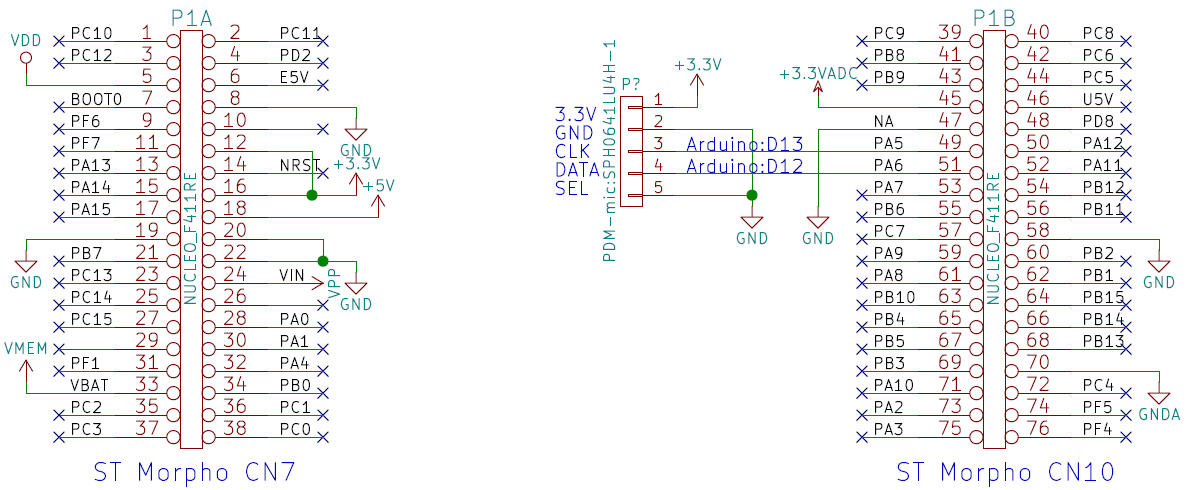 P1A
PC10 1 2 PC11
VDD
PC12 3 4 PD2
5 6 E5V
BOOT0 7 8
PF6 9 10
GND
PF7 11 12
PA13 13 14 NRST
+3.3V
PA14 15 16
+5V
PA15 17 18
19 20
GND
PB7 21 22
PC13 23 24 VIN
VPP
GND
PC14 25 26
PC15 27 28 PA0
VMEM
29 30 PA1
PF1 31 32 PA4
VBAT 33 34 PB0
PC2 35 36 PC1
PC3 37 38 PC0
NUCLEO_F411RE
ST Morpho CN7
PDM-mic:SPH0641LU4H-1
P?
+3.3V
3.3V 1
GND 2
CLK 3 Arduino:D13
DATA 4 Arduino:D12
SEL 5
GND
P1B
PC9 39 40 PC8
PB8 41 42 PC6
+3.3VADC
PB9 43 44 PC5
45 46 U5V
NA 47 48 PD8
PA5 49 50 PA12
PA6 51 52 PA11
PA7 53 54 PB12
PB6 55 56 PB11
GND
PC7 57 58
PA9 59 60 PB2
PA8 61 62 PB1
GND
PB10 63 64 PB15
PB4 65 66 PB14
PB5 67 68 PB13
PB3 69 70
PA10 71 72 PC4
PA2 73 74 PF5
GNDA
PA3 75 76 PF4
NUCLEO_F411RE
ST Morpho CN10